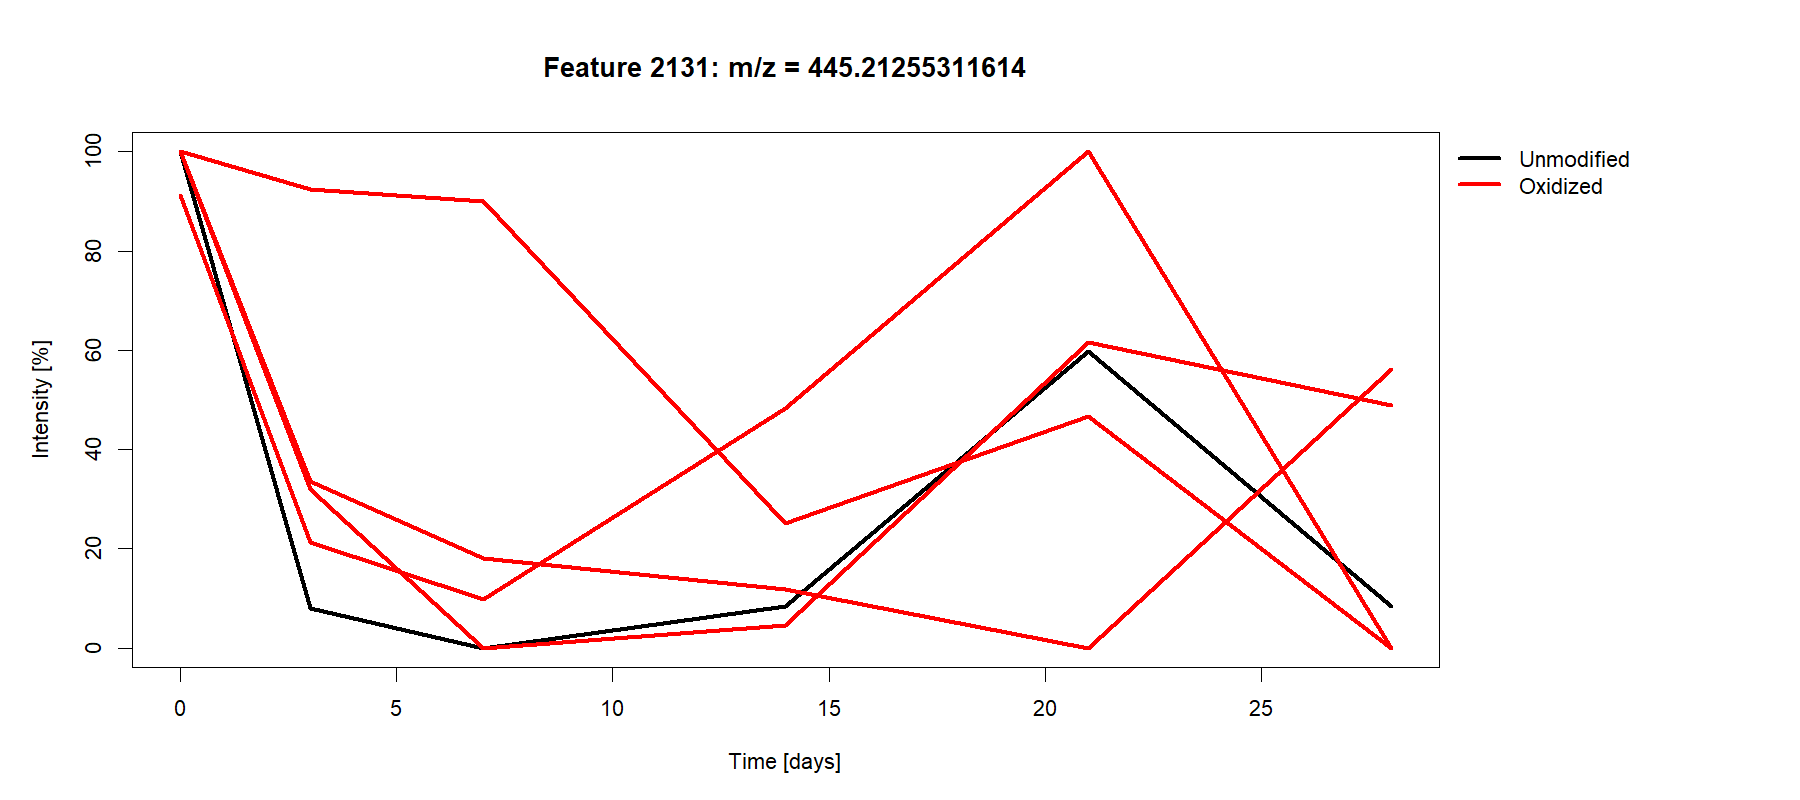 Feature 2131: m/z = 445.21255311614
Unmodified
Oxidized
100
80
60
40
20
0
Intensity [%]
0 5 10 15 20 25
Time [days]